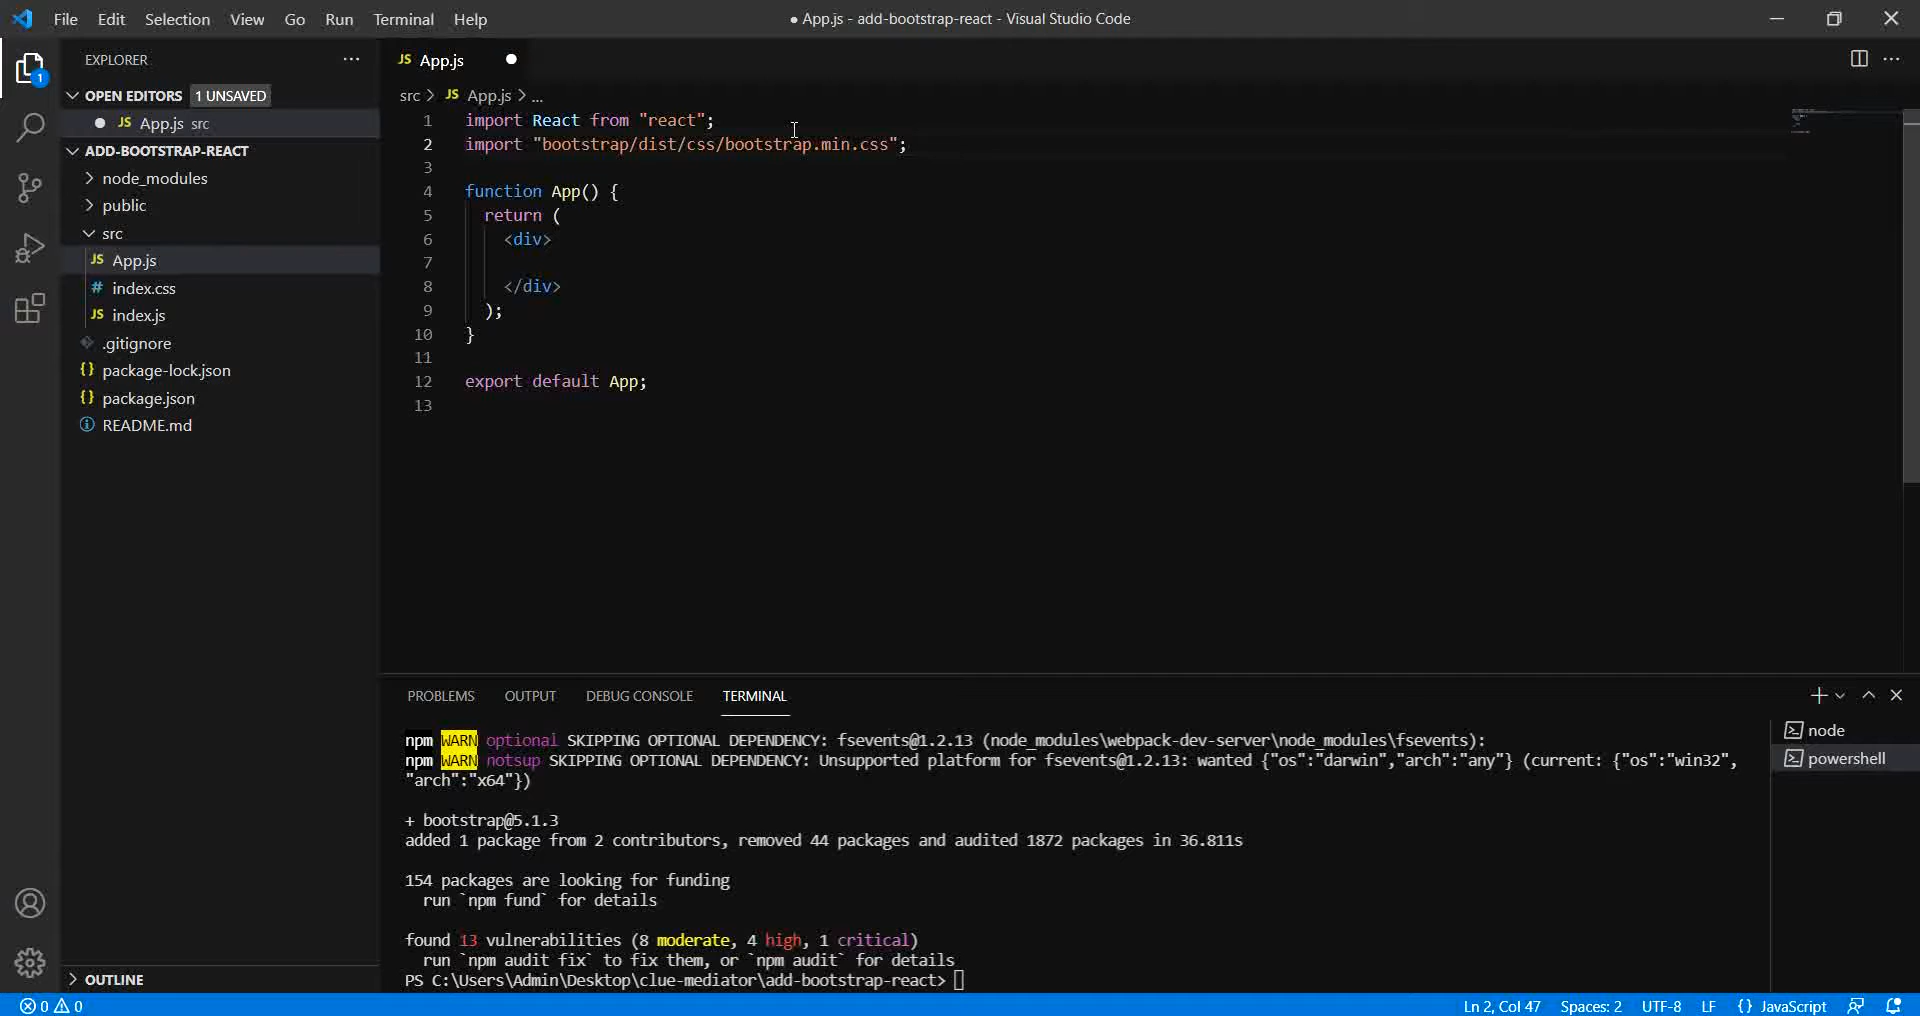 File Edit Selection View Go Run Terminal Help
● App.js - add-bootstrap-react - Visual Studio Code
EXPLORER
1
OPEN EDITORS 1 UNSAVED
JS App.js src
ADD-BOOTSTRAP-REACT
node_modules
public
src
JS App.js
# index.css
JS index.js
.gitignore
{} package-lock.json
{} package.json
README.md
OUTLINE
JS App.js
src > JS App.js > ...
1 import React from "react";
2 import "bootstrap/dist/css/bootstrap.min.css";
3
4 function App() {
5 return (
6 <div>
7
8 </div>
9 );
10 }
11
12 export default App;
13
PROBLEMS OUTPUT DEBUG CONSOLE TERMINAL
npm WARN optional SKIPPING OPTIONAL DEPENDENCY: fsevents@1.2.13 (node_modules\webpack-dev-server\node_modules\fsevents):
npm WARN notsup SKIPPING OPTIONAL DEPENDENCY: Unsupported platform for fsevents@1.2.13: wanted {"os":"darwin","arch":"any"} (current: {"os":"win32",
"arch":"x64"})
+ bootstrap@5.1.3
added 1 package from 2 contributors, removed 44 packages and audited 1872 packages in 36.811s
154 packages are looking for funding
run `npm fund` for details
found 13 vulnerabilities (8 moderate, 4 high, 1 critical)
run `npm audit fix` to fix them, or `npm audit` for details
PS C:\Users\Admin\Desktop\clue-mediator\add-bootstrap-react>
node
powershell
0 0
Ln 2, Col 47 Spaces: 2 UTF-8 LF {} JavaScript